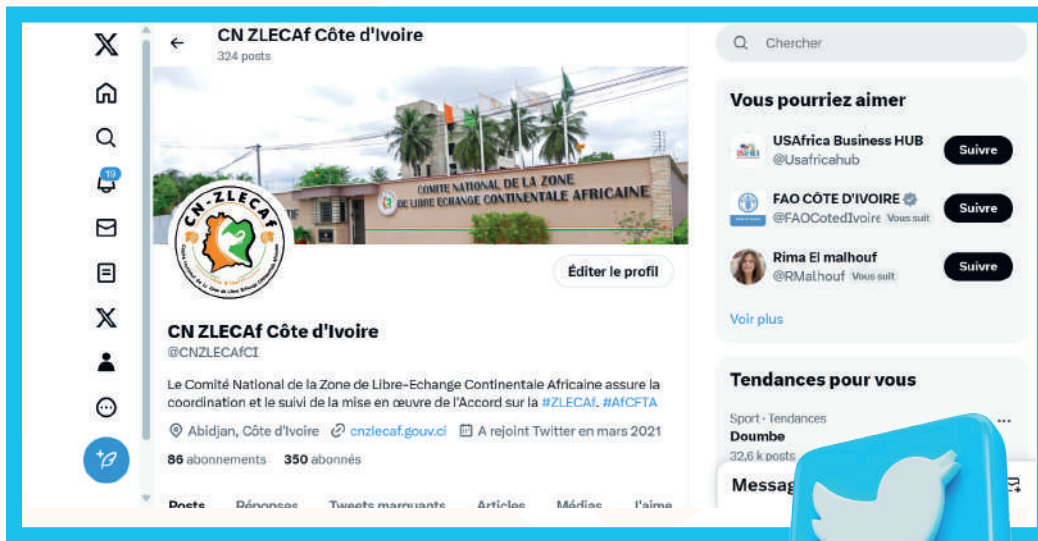 CN ZLECAf Côte d'Ivoire
324 posts
COMITE NATIONAL DE LA ZONE
DE LIBRE ECHANGE CONTINENTALE AFRICAINE
CN-ZLECAf
19
Éditer le profil
CN ZLECAf Côte d'Ivoire
@CNZLECAfCI
Le Comité National de la Zone de Libre-Echange Continentale Africaine assure la
coordination et le suivi de la mise en œuvre de l'Accord sur la #ZLECAf. #AfCFTA
Abidjan, Côte d'Ivoire cnzlecaf.gouv.ci A rejoint Twitter en mars 2021
86 abonnements 350 abonnés
Posts Réponses Tweets marquants Articles Médias J'aime
Chercher
Vous pourriez aimer
USAfrica Business HUB
@Usafricahub
Suivre
FAO CÔTE D'IVOIRE
@FAOCotedIvoire Vous suit
Suivre
Rima El malhouf
@RMalhouf Vous suit
Suivre
Voir plus
Tendances pour vous
Sport · Tendances
Doumbe
32,6 k posts
Messag